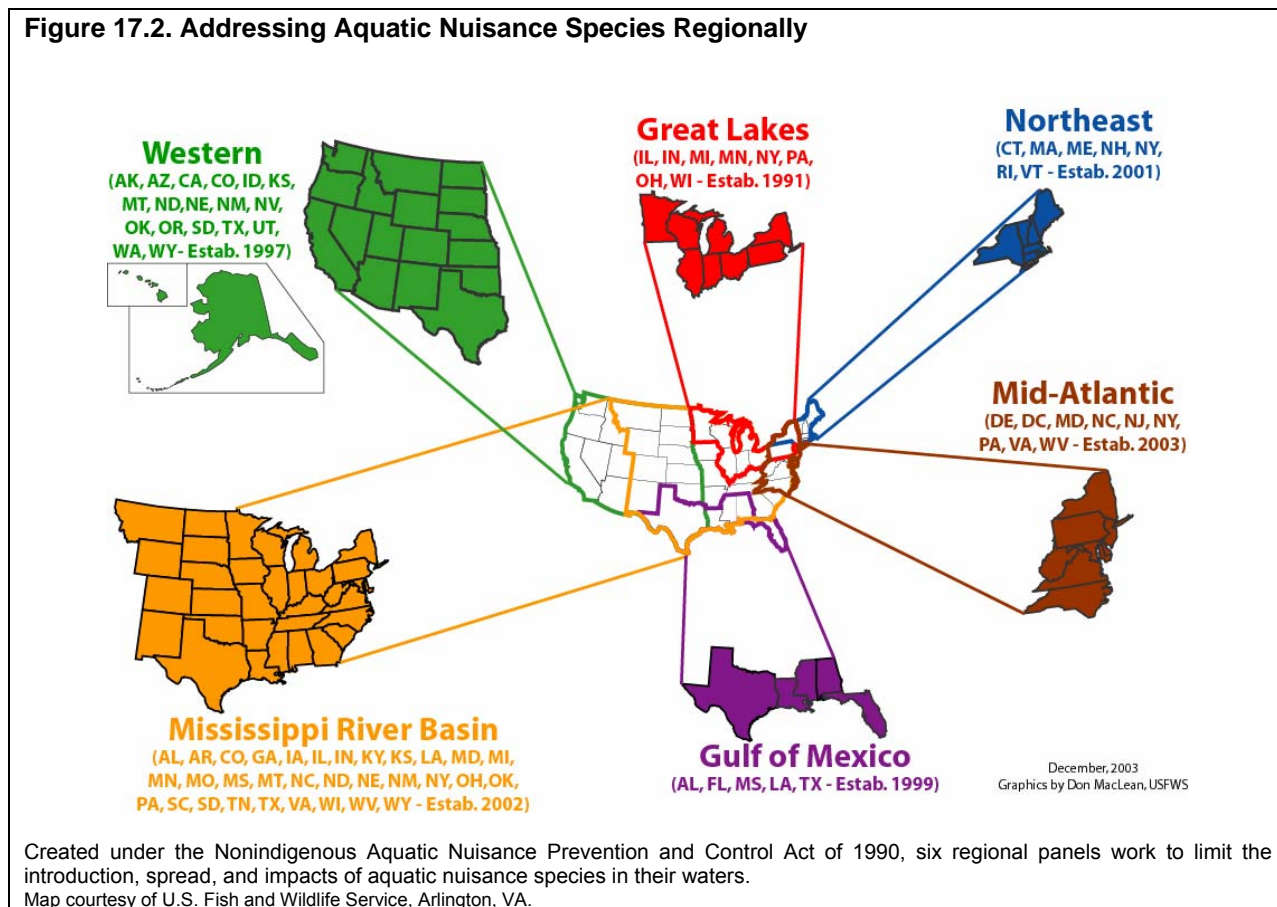 Figure 17.2. Addressing Aquatic Nuisance Species Regionally
Western
(AK, AZ, CA, CO, ID, KS,
MT, ND,NE, NM, NV,
OK, OR, SD, TX, UT,
WA, WY- Estab. 1997)
Great Lakes
(IL, IN, MI, MN, NY, PA,
OH, WI - Estab. 1991)
Northeast
(CT, MA, ME, NH, NY,
RI, VT - Estab. 2001)
Mid-Atlantic
(DE, DC, MD, NC, NJ, NY,
PA, VA, WV - Estab. 2003)
Mississippi River Basin
(AL, AR, CO, GA, IA, IL, IN, KY, KS, LA, MD, MI,
MN, MO, MS, MT, NC, ND, NE, NM, NY, OH,OK,
PA, SC, SD, TN, TX, VA, WI, WV, WY - Estab. 2002)
Gulf of Mexico
(AL, FL, MS, LA, TX - Estab. 1999)
December, 2003
Graphics by Don MacLean, USFWS
Created under the Nonindigenous Aquatic Nuisance Prevention and Control Act of 1990, six regional panels work to limit the
introduction, spread, and impacts of aquatic nuisance species in their waters.
Map courtesy of U.S. Fish and Wildlife Service, Arlington, VA.